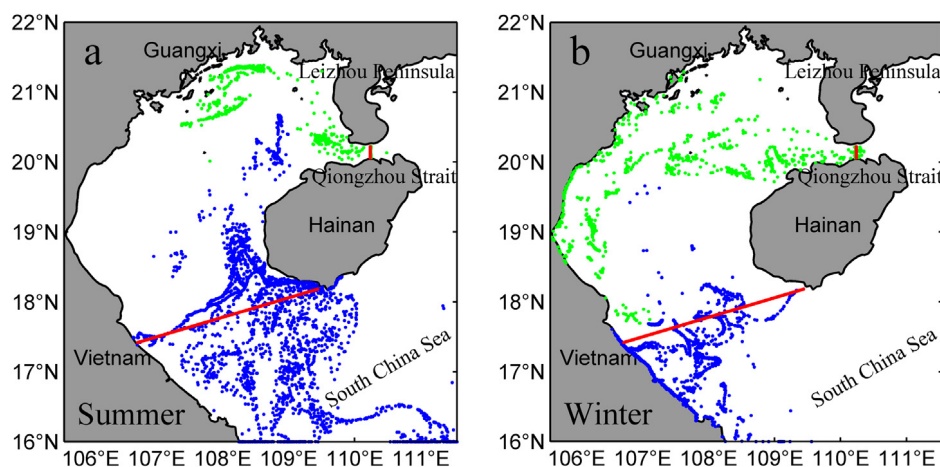 22°N
21°N
20°N
19°N
18°N
17°N
16°N
a
Guangxi
Leizhou Peninsula
Qiongzhou Strait
Hainan
Vietnam
South China Sea
Summer
106°E 107°E 108°E 109°E 110°E 111°E
22°N
21°N
20°N
19°N
18°N
17°N
16°N
b
Guangxi
Leizhou Peninsula
Qiongzhou Strait
Hainan
Vietnam
South China Sea
Winter
106°E 107°E 108°E 109°E 110°E 111°E